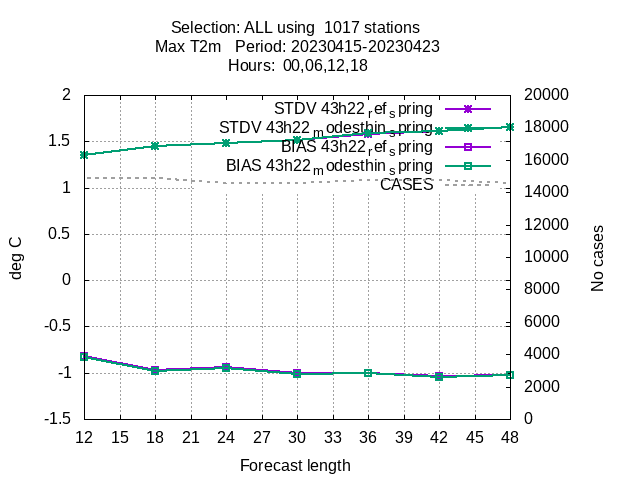 Selection: ALL using  1017 stations
Max T2m   Period: 20230415-20230423
Hours:  00,06,12,18
STDV 43h22_ref_spring
STDV 43h22_modesthin_spring
BIAS 43h22_ref_spring
BIAS 43h22_modesthin_spring
CASES
2
1.5
1
0.5
0
-0.5
-1
-1.5
deg C
20000
18000
16000
14000
12000
10000
8000
6000
4000
2000
0
No cases
12 15 18 21 24 27 30 33 36 39 42 45 48
Forecast length